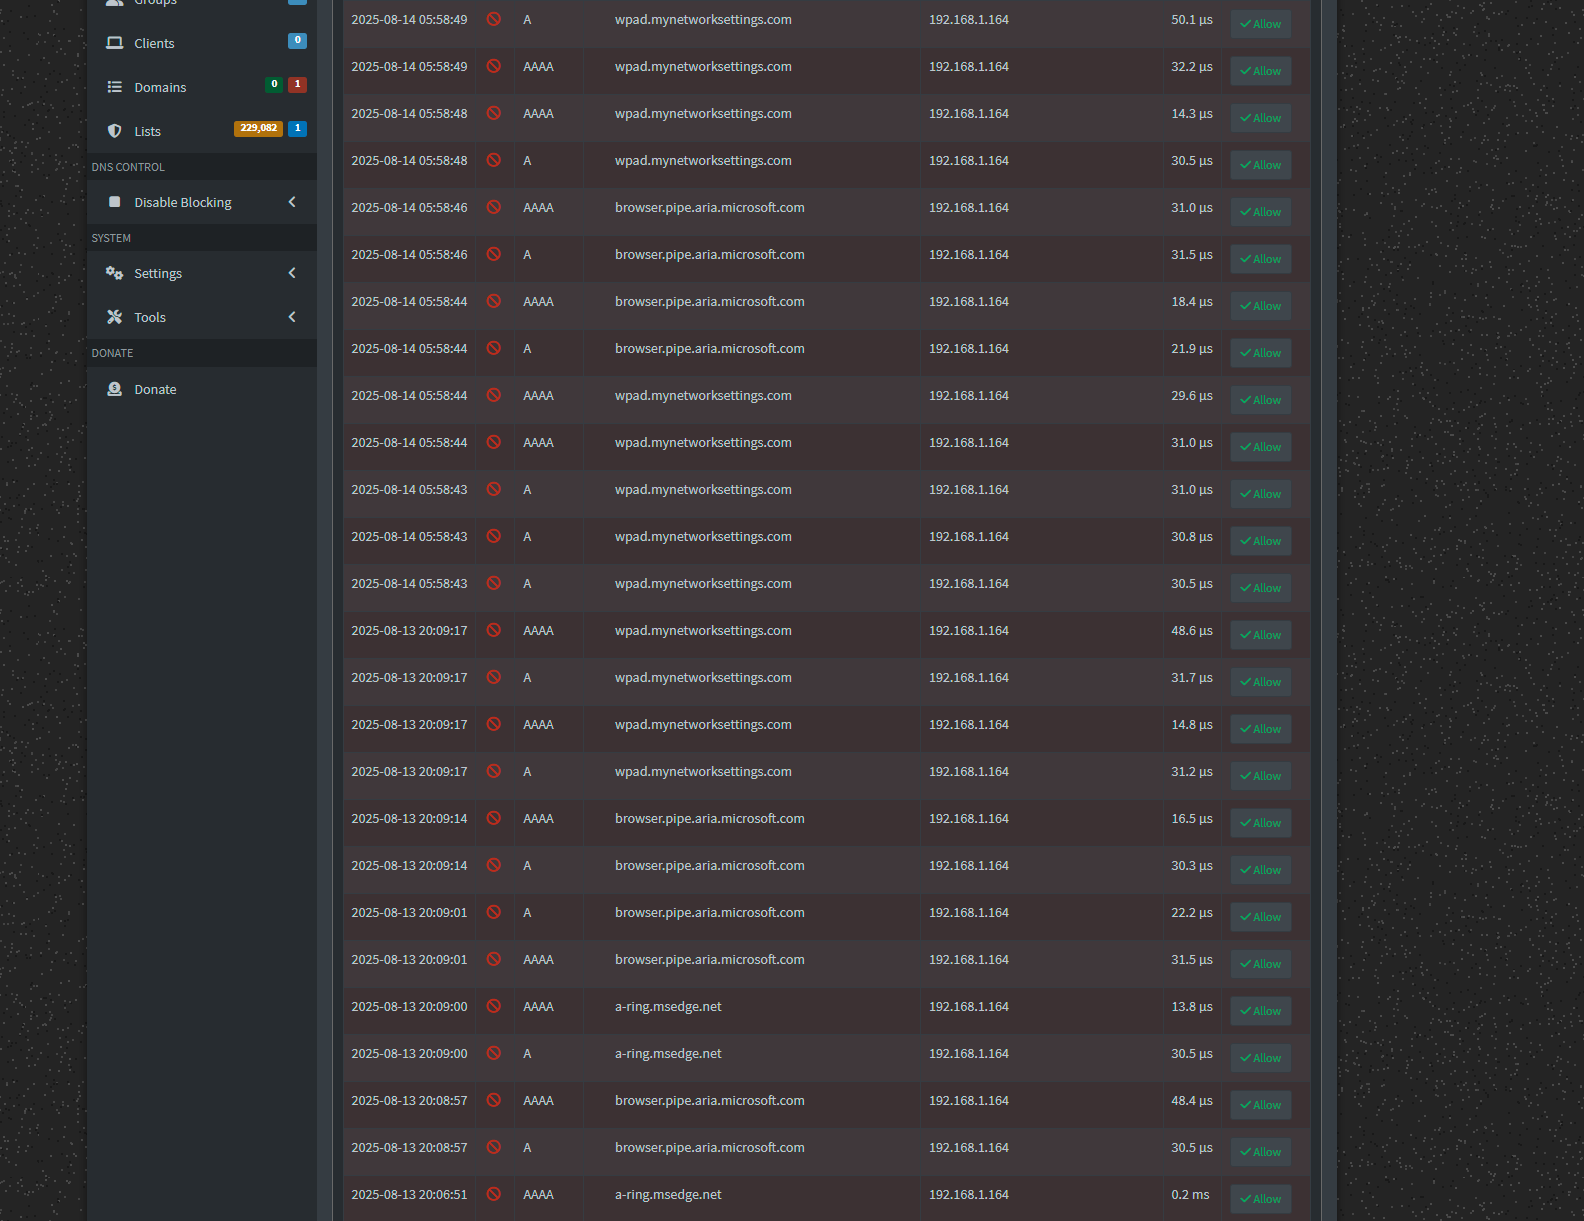 Groups
Clients 0
Domains 0 1
Lists 229,082 1
DNS CONTROL
Disable Blocking
SYSTEM
Settings
Tools
DONATE
Donate
2025-08-14 05:58:49 A wpad.mynetworksettings.com 192.168.1.164 50.1 µs Allow
2025-08-14 05:58:49 AAAA wpad.mynetworksettings.com 192.168.1.164 32.2 µs Allow
2025-08-14 05:58:48 AAAA wpad.mynetworksettings.com 192.168.1.164 14.3 µs Allow
2025-08-14 05:58:48 A wpad.mynetworksettings.com 192.168.1.164 30.5 µs Allow
2025-08-14 05:58:46 AAAA browser.pipe.aria.microsoft.com 192.168.1.164 31.0 µs Allow
2025-08-14 05:58:46 A browser.pipe.aria.microsoft.com 192.168.1.164 31.5 µs Allow
2025-08-14 05:58:44 AAAA browser.pipe.aria.microsoft.com 192.168.1.164 18.4 µs Allow
2025-08-14 05:58:44 A browser.pipe.aria.microsoft.com 192.168.1.164 21.9 µs Allow
2025-08-14 05:58:44 AAAA wpad.mynetworksettings.com 192.168.1.164 29.6 µs Allow
2025-08-14 05:58:44 AAAA wpad.mynetworksettings.com 192.168.1.164 31.0 µs Allow
2025-08-14 05:58:43 A wpad.mynetworksettings.com 192.168.1.164 31.0 µs Allow
2025-08-14 05:58:43 A wpad.mynetworksettings.com 192.168.1.164 30.8 µs Allow
2025-08-14 05:58:43 A wpad.mynetworksettings.com 192.168.1.164 30.5 µs Allow
2025-08-13 20:09:17 AAAA wpad.mynetworksettings.com 192.168.1.164 48.6 µs Allow
2025-08-13 20:09:17 A wpad.mynetworksettings.com 192.168.1.164 31.7 µs Allow
2025-08-13 20:09:17 AAAA wpad.mynetworksettings.com 192.168.1.164 14.8 µs Allow
2025-08-13 20:09:17 A wpad.mynetworksettings.com 192.168.1.164 31.2 µs Allow
2025-08-13 20:09:14 AAAA browser.pipe.aria.microsoft.com 192.168.1.164 16.5 µs Allow
2025-08-13 20:09:14 A browser.pipe.aria.microsoft.com 192.168.1.164 30.3 µs Allow
2025-08-13 20:09:01 A browser.pipe.aria.microsoft.com 192.168.1.164 22.2 µs Allow
2025-08-13 20:09:01 AAAA browser.pipe.aria.microsoft.com 192.168.1.164 31.5 µs Allow
2025-08-13 20:09:00 AAAA a-ring.msedge.net 192.168.1.164 13.8 µs Allow
2025-08-13 20:09:00 A a-ring.msedge.net 192.168.1.164 30.5 µs Allow
2025-08-13 20:08:57 AAAA browser.pipe.aria.microsoft.com 192.168.1.164 48.4 µs Allow
2025-08-13 20:08:57 A browser.pipe.aria.microsoft.com 192.168.1.164 30.5 µs Allow
2025-08-13 20:06:51 AAAA a-ring.msedge.net 192.168.1.164 0.2 ms Allow